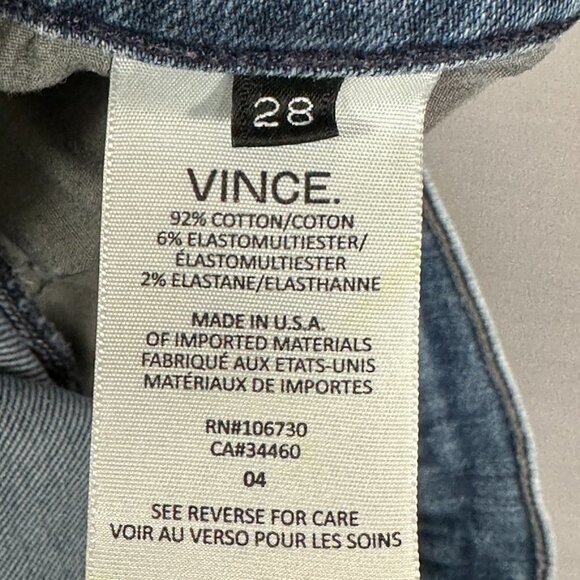 28
VINCE.
92% COTTON/COTON
6% ELASTOMULTIESTER/
ÉLASTOMULTIESTER
2% ELASTANE/ELASTHANNE
MADE IN U.S.A.
OF IMPORTED MATERIALS
FABRIQUÉ AUX ETATS-UNIS
MATÉRIAUX DE IMPORTES
RN#106730
CA#34460
04
SEE REVERSE FOR CARE
VOIR AU VERSO POUR LES SOINS